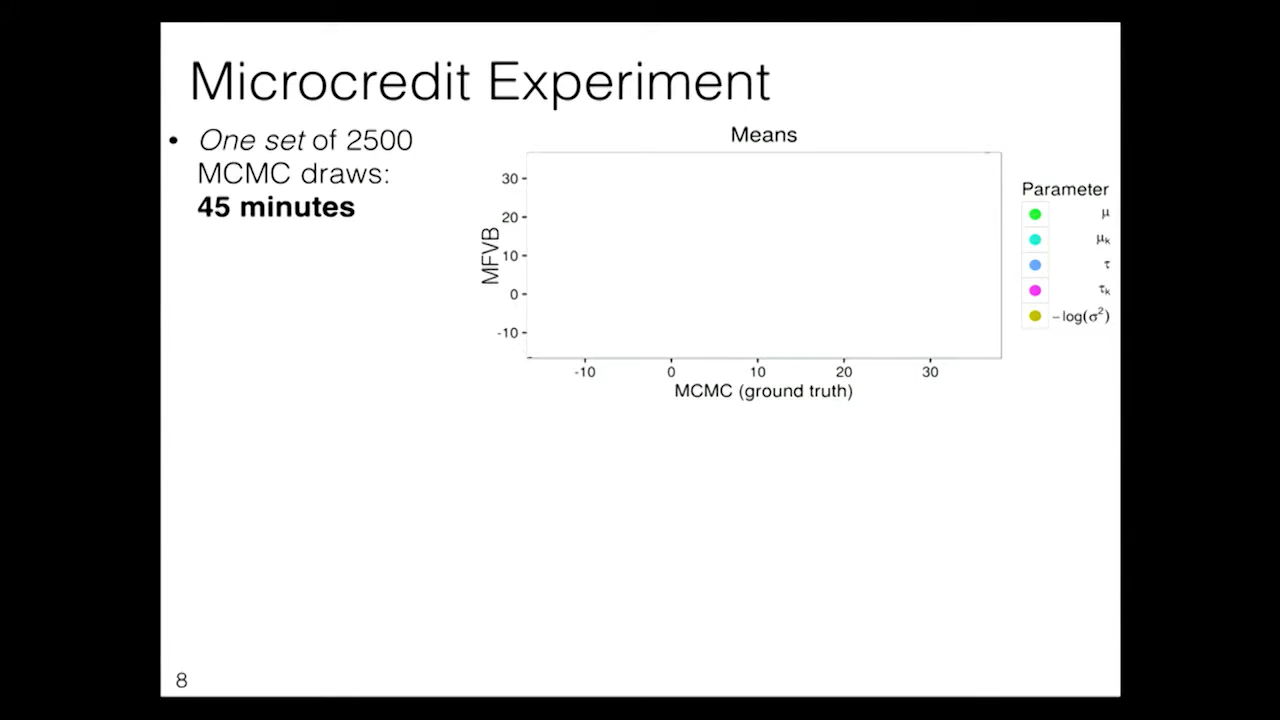 Microcredit Experiment
• One set of 2500
MCMC draws:
45 minutes
Means
MFVB
30
20
10
0
-10
-10 0 10 20 30
MCMC (ground truth)
Parameter
μ
μk
τ
τk
−log(σ²)
8